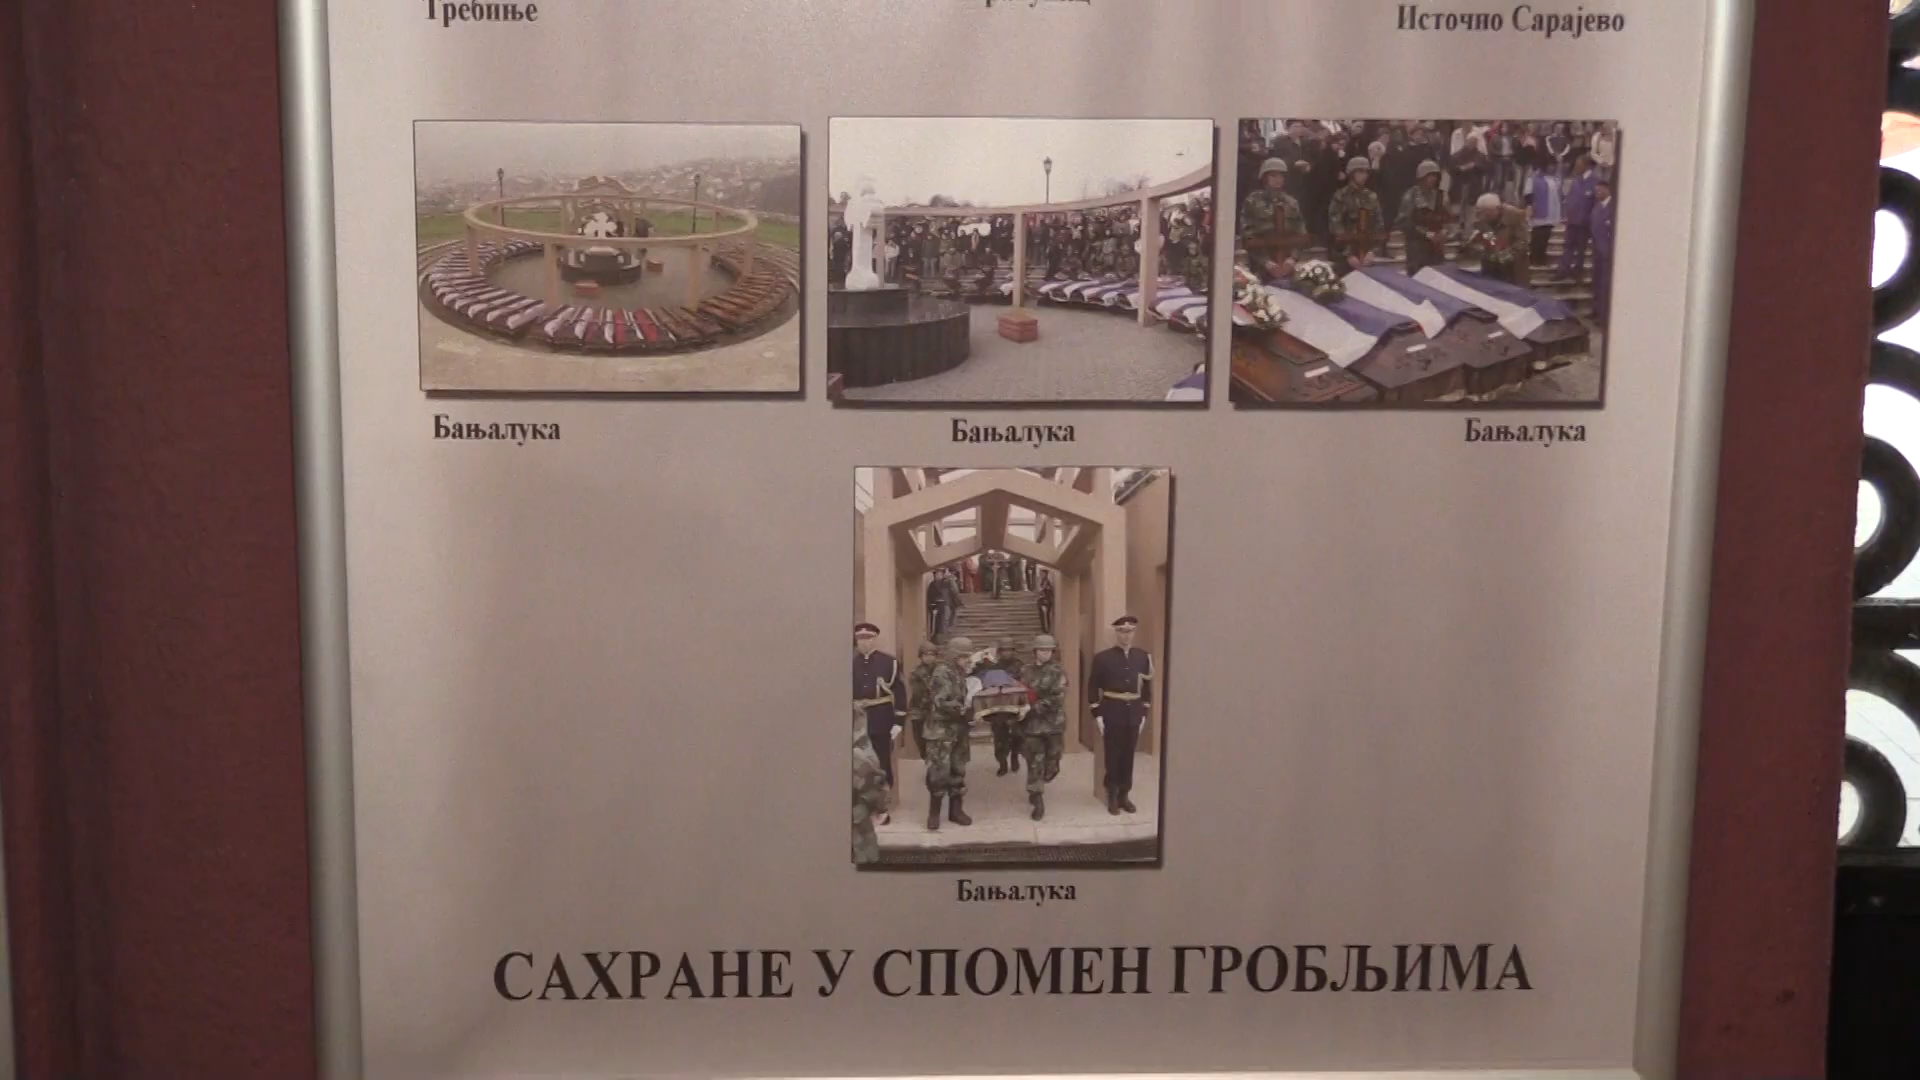 Требиње
Источно Сарајево
Бањалука
Бањалука
Бањалука
Бањалука
САХРАНЕ У СПОМЕН ГРОБЉИМА